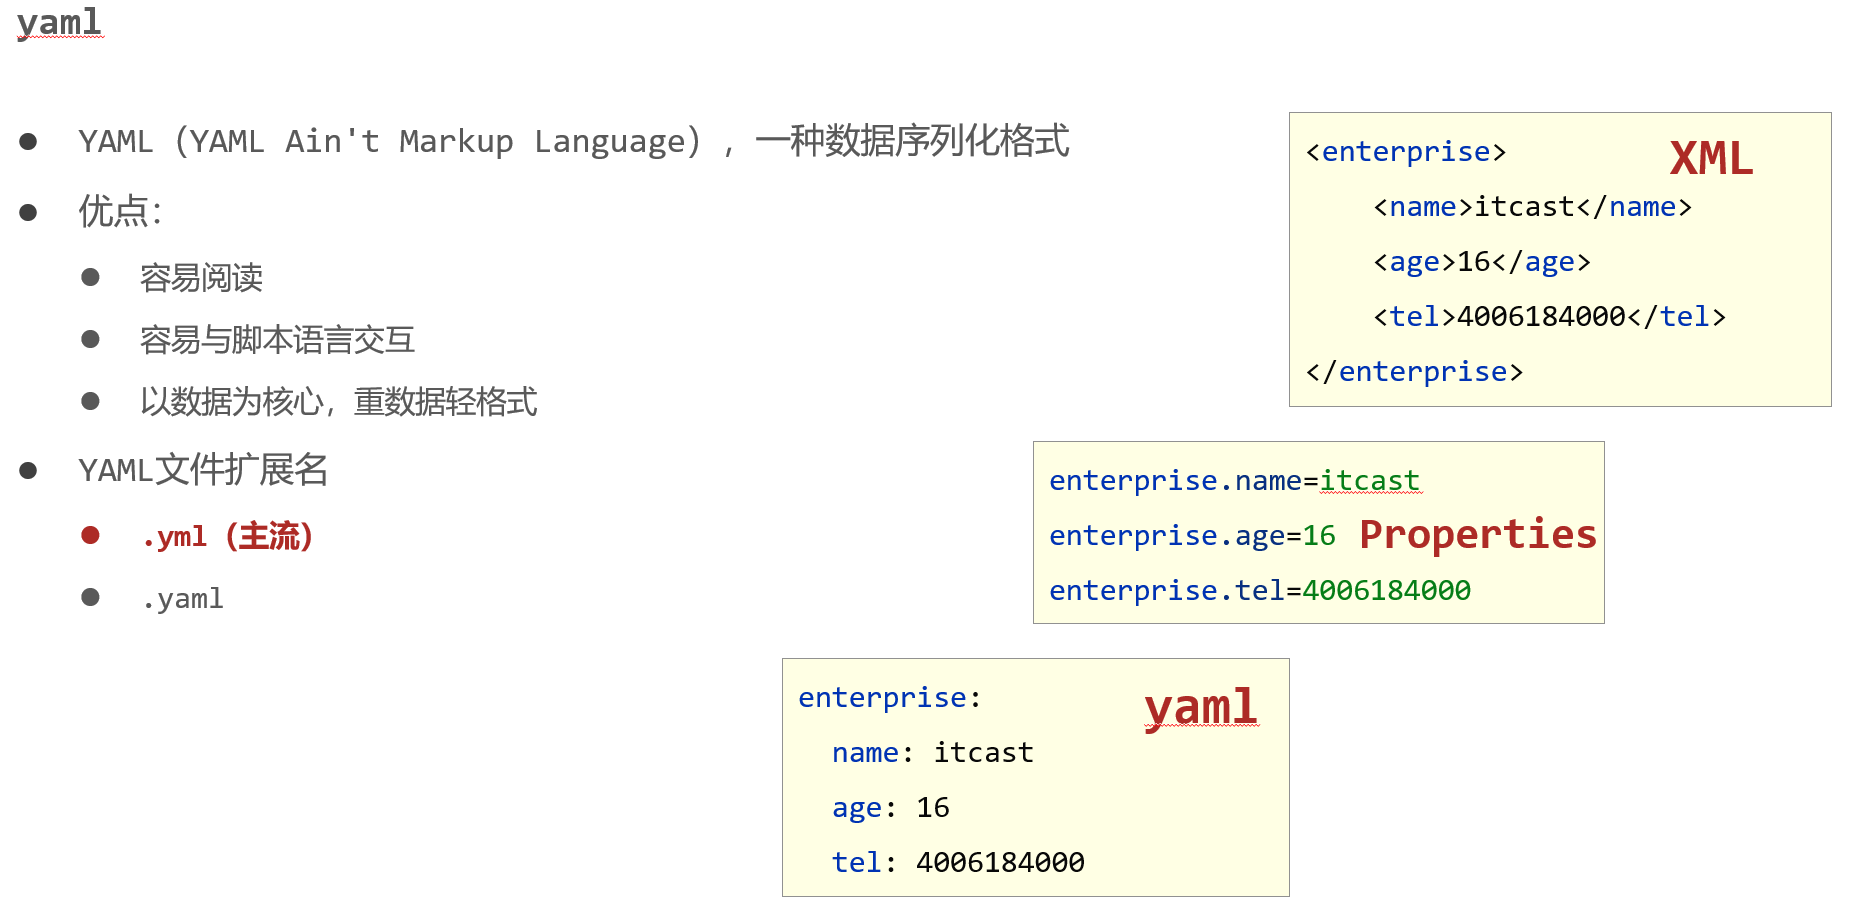 yaml
YAML（YAML Ain't Markup Language），一种数据序列化格式
优点：
容易阅读
容易与脚本语言交互
以数据为核心，重数据轻格式
YAML文件扩展名
.yml（主流）
.yaml
XML
<enterprise>
    <name>itcast</name>
    <age>16</age>
    <tel>4006184000</tel>
</enterprise>
Properties
enterprise.name=itcast
enterprise.age=16
enterprise.tel=4006184000
yaml
enterprise:
  name: itcast
  age: 16
  tel: 4006184000